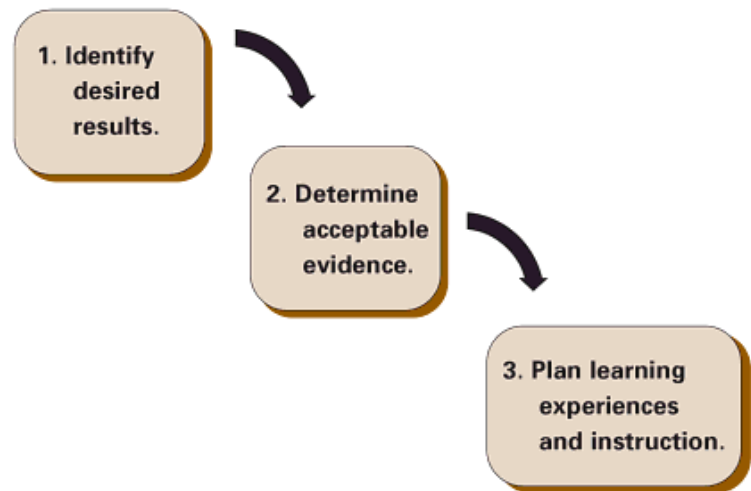 1. Identify
desired
results.
2. Determine
acceptable
evidence.
3. Plan learning
experiences
and instruction.